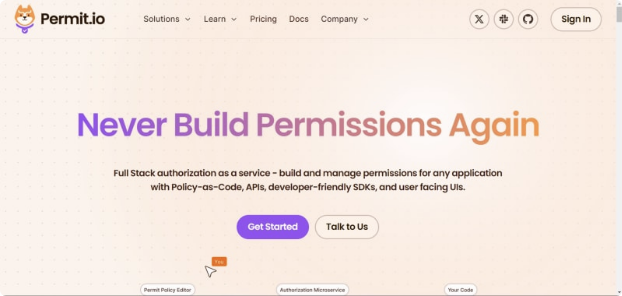 Permit.io
Solutions
Learn
Pricing
Docs
Company
Sign In
Never Build Permissions Again
Full Stack authorization as a service - build and manage permissions for any application
with Policy-as-Code, APIs, developer-friendly SDKs, and user facing UIs.
Get Started
Talk to Us
Permit Policy Editor
Authorization Microservice
Your Code